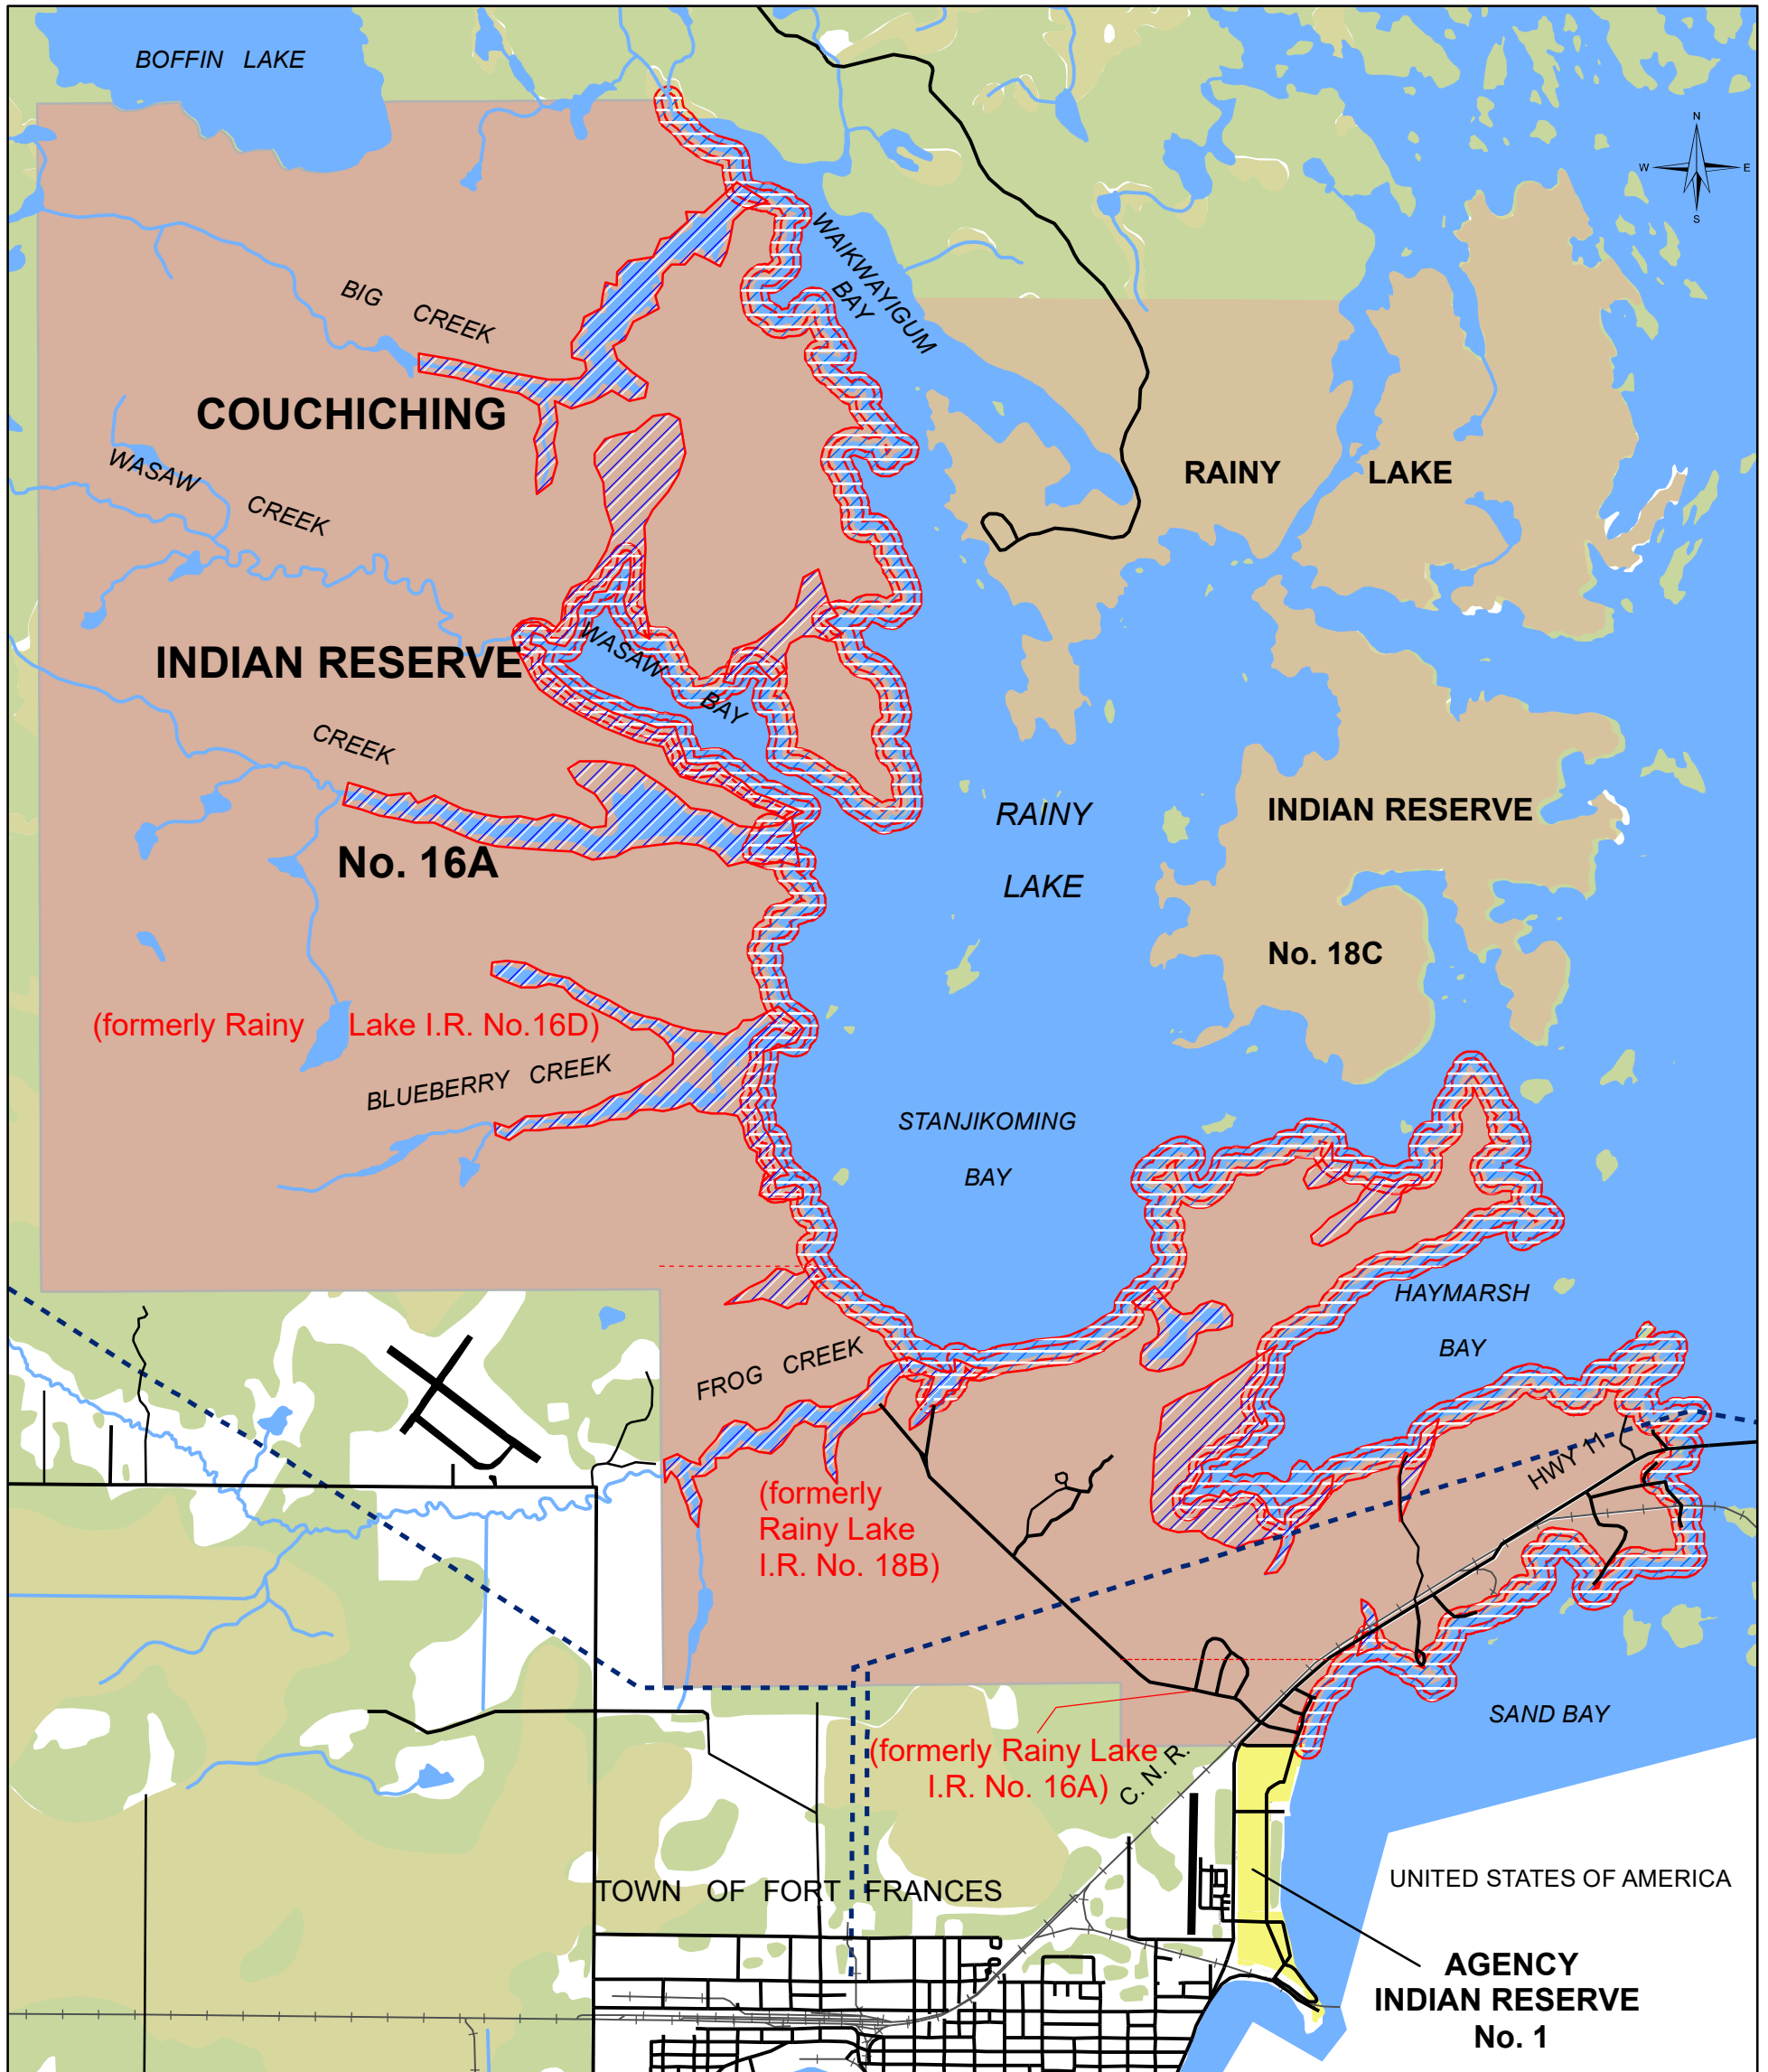 BOFFIN LAKE
N
W E
S
WAIKWAYIGUM
BAY
BIG CREEK
COUCHICHING
WASAW CREEK
RAINY LAKE
INDIAN RESERVE
WASAW
BAY
CREEK
RAINY
LAKE
INDIAN RESERVE
No. 16A
No. 18C
(formerly Rainy Lake I.R. No.16D)
BLUEBERRY CREEK
STANJIKOMING
BAY
HAYMARSH
BAY
FROG CREEK
HWY 11
(formerly
Rainy Lake
I.R. No. 18B)
SAND BAY
(formerly Rainy Lake
I.R. No. 16A)
C. N. R.
UNITED STATES OF AMERICA
TOWN OF FORT FRANCES
AGENCY
INDIAN RESERVE
No. 1